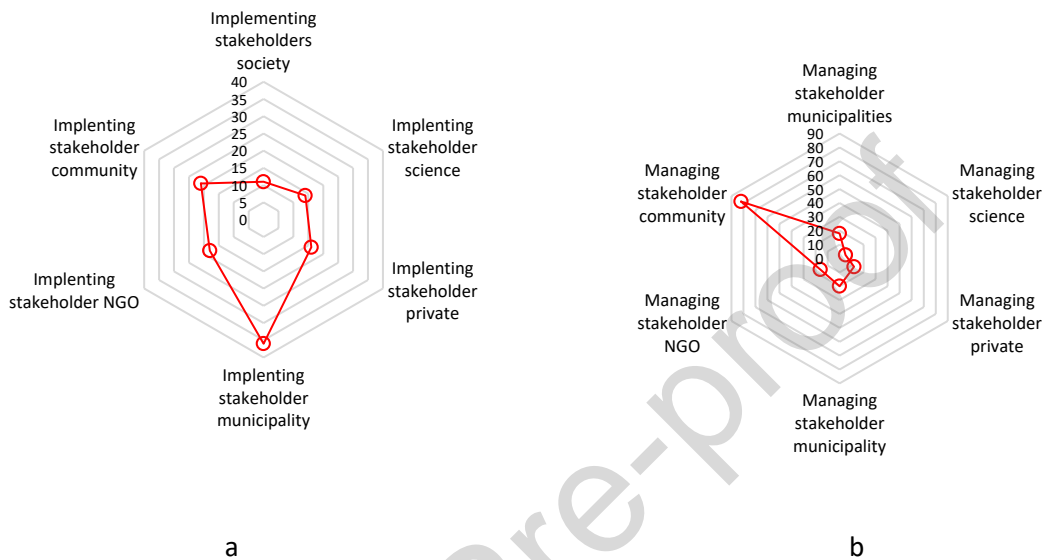 Implementing
stakeholders
society
40
35
30
25
20
15
10
5
0
Implenting
stakeholder
science
Implenting
stakeholder
private
Implenting
stakeholder
municipality
Implenting
stakeholder NGO
Implenting
stakeholder
community
a
Managing
stakeholder
municipalities
90
80
70
60
50
40
30
20
10
0
Managing
stakeholder
science
Managing
stakeholder
private
Managing
stakeholder
municipality
Managing
stakeholder
NGO
Managing
stakeholder
community
b
re-proof